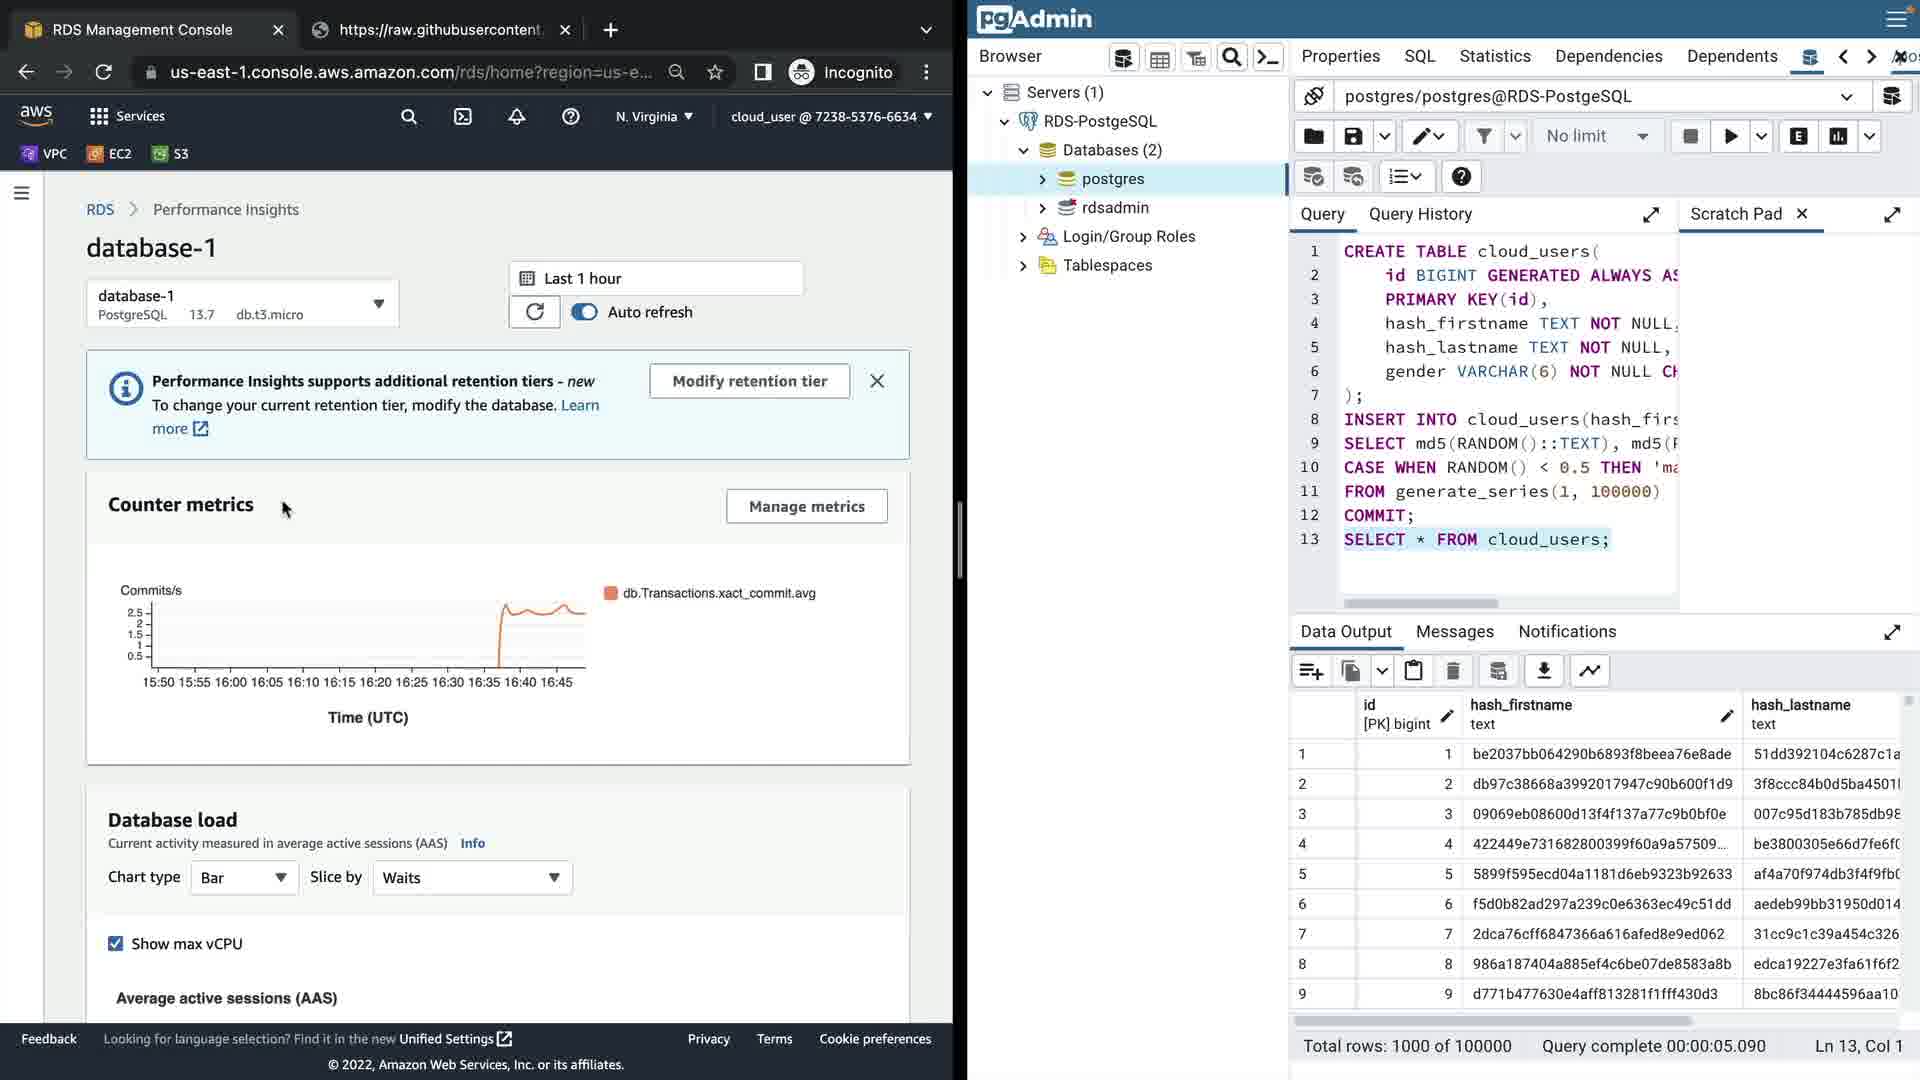 RDS Management Console
https://raw.githubusercontent.
us-east-1.console.aws.amazon.com/rds/home?region=us-e...
Incognito
aws
Services
N. Virginia
cloud_user @ 7238-5376-6634
VPC
EC2
S3
RDS
Performance Insights
database-1
database-1
PostgreSQL 13.7 db.t3.micro
Last 1 hour
Auto refresh
Performance Insights supports additional retention tiers - new
To change your current retention tier, modify the database. Learn
more
Modify retention tier
Counter metrics
Manage metrics
Commits/s
2.5
2
1.5
1
0.5
db.Transactions.xact_commit.avg
15:50 15:55 16:00 16:05 16:10 16:15 16:20 16:25 16:30 16:35 16:40 16:45
Time (UTC)
Database load
Current activity measured in average active sessions (AAS) Info
Chart type
Bar
Slice by
Waits
Show max vCPU
Average active sessions (AAS)
Feedback
Looking for language selection? Find it in the new Unified Settings
Privacy
Terms
Cookie preferences
© 2022, Amazon Web Services, Inc. or its affiliates.
pgAdmin
Browser
Properties
SQL
Statistics
Dependencies
Dependents
Servers (1)
RDS-PostgeSQL
Databases (2)
postgres
rdsadmin
Login/Group Roles
Tablespaces
postgres/postgres@RDS-PostgeSQL
No limit
E
Query
Query History
Scratch Pad
1 CREATE TABLE cloud_users(
2 id BIGINT GENERATED ALWAYS AS
3 PRIMARY KEY(id),
4 hash_firstname TEXT NOT NULL,
5 hash_lastname TEXT NOT NULL,
6 gender VARCHAR(6) NOT NULL CH
7 );
8 INSERT INTO cloud_users(hash_firs
9 SELECT md5(RANDOM()::TEXT), md5(R
10 CASE WHEN RANDOM() < 0.5 THEN 'ma
11 FROM generate_series(1, 100000)
12 COMMIT;
13 SELECT * FROM cloud_users;
Data Output
Messages
Notifications
id
[PK] bigint
hash_firstname
text
hash_lastname
text
1 1 be2037bb064290b6893f8beea76e8ade 51dd392104c6287c1a
2 2 db97c38668a3992017947c90b600f1d9 3f8ccc84b0d5ba4501
3 3 09069eb08600d13f4f137a77c9b0bf0e 007c95d183b785db98
4 4 422449e731682800399f60a9a57509... be3800305e66d7fe6f0
5 5 5899f595ecd04a1181d6eb9323b92633 af4a70f974db3f4f9fb0
6 6 f5d0b82ad297a239c0e6363ec49c51dd aedeb99bb31950d014
7 7 2dca76cff6847366a616afed8e9ed062 31cc9c1c39a454c326
8 8 986a187404a885ef4c6be07de8583a8b edca19227e3fa61f6f2
9 9 d771b477630e4aff813281f1fff430d3 8bc86f34444596aa10
Total rows: 1000 of 100000
Query complete 00:00:05.090
Ln 13, Col 1